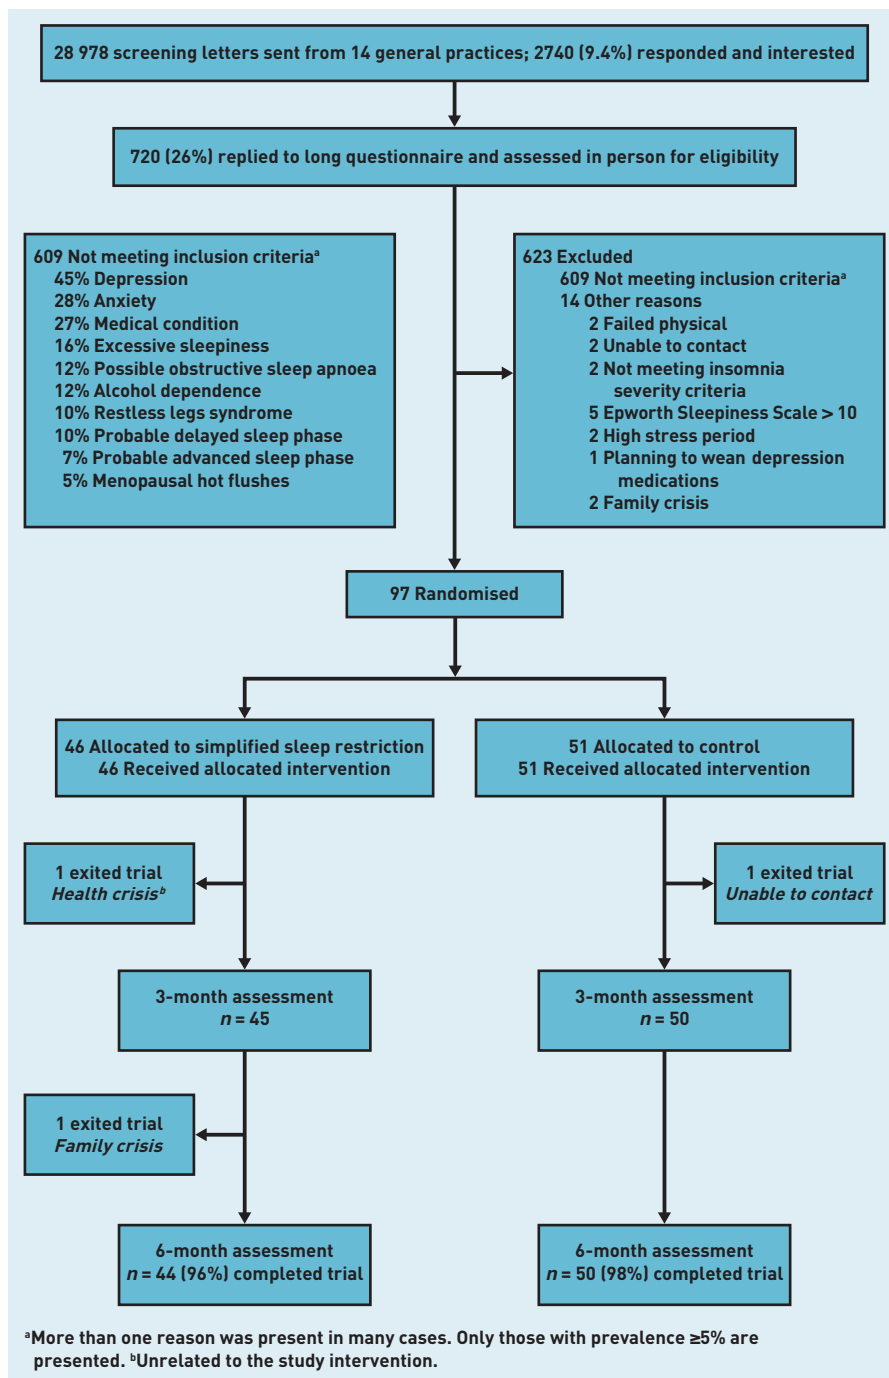 28 978 screening letters sent from 14 general practices; 2740 (9.4%) responded and interested
720 (26%) replied to long questionnaire and assessed in person for eligibility
609 Not meeting inclusion criteriaᵃ
45% Depression
28% Anxiety
27% Medical condition
16% Excessive sleepiness
12% Possible obstructive sleep apnoea
12% Alcohol dependence
10% Restless legs syndrome
10% Probable delayed sleep phase
7% Probable advanced sleep phase
5% Menopausal hot flushes
623 Excluded
609 Not meeting inclusion criteriaᵃ
14 Other reasons
2 Failed physical
2 Unable to contact
2 Not meeting insomnia
severity criteria
5 Epworth Sleepiness Scale > 10
2 High stress period
1 Planning to wean depression
medications
2 Family crisis
97 Randomised
46 Allocated to simplified sleep restriction
46 Received allocated intervention
51 Allocated to control
51 Received allocated intervention
1 exited trial
Health crisisᵇ
1 exited trial
Unable to contact
3-month assessment
n = 45
3-month assessment
n = 50
1 exited trial
Family crisis
6-month assessment
n = 44 (96%) completed trial
6-month assessment
n = 50 (98%) completed trial
ᵃMore than one reason was present in many cases. Only those with prevalence ≥5% are
presented. ᵇUnrelated to the study intervention.